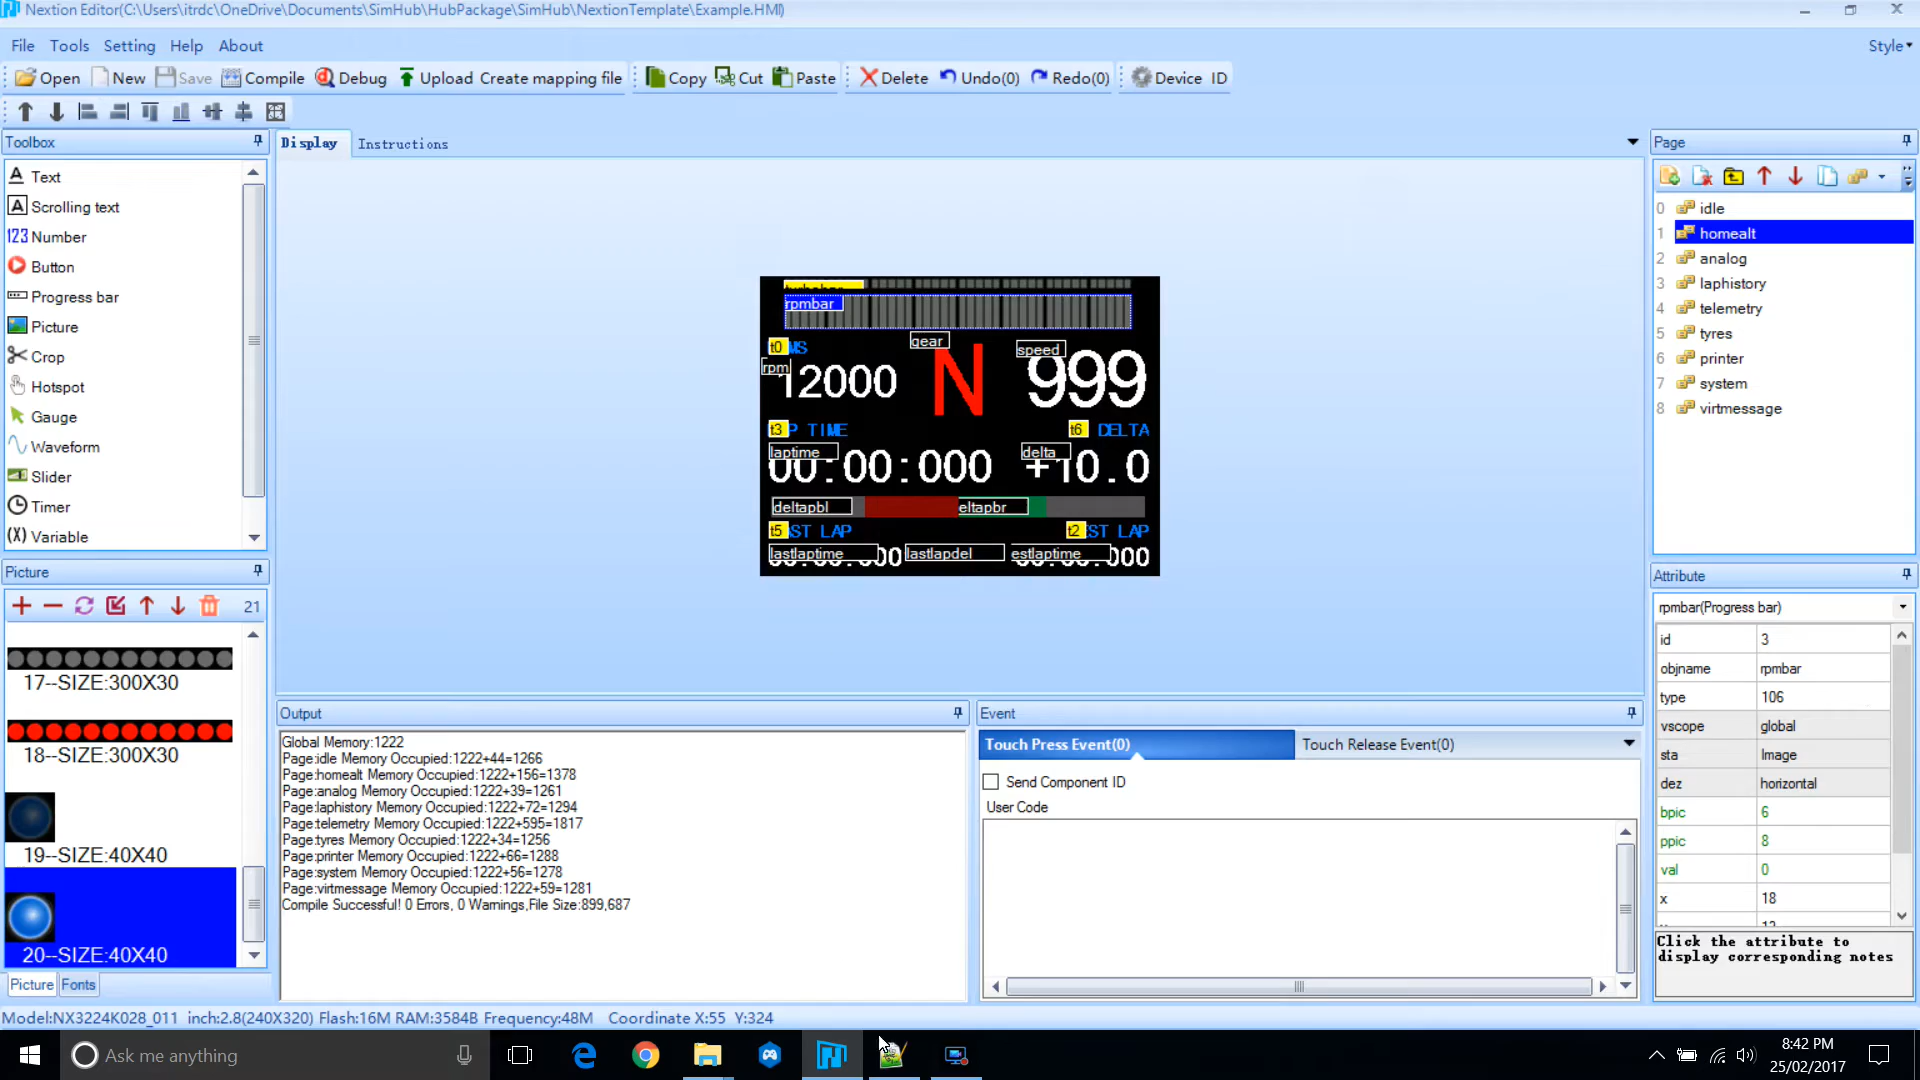 Nextion Editor(C:\Users\itrdc\OneDrive\Documents\SimHub\HubPackage\SimHub\NextionTemplate\Example.HMI)
File Tools Setting Help About
Style
Open New Save Compile Debug Upload Create mapping file Copy Cut Paste Delete Undo(0) Redo(0) Device ID
Toolbox
A Text
A Scrolling text
123 Number
Button
Progress bar
Picture
Crop
Hotspot
Gauge
Waveform
Slider
Timer
(X) Variable
Picture
21
17--SIZE:300X30
18--SIZE:300X30
19--SIZE:40X40
20--SIZE:40X40
Picture Fonts
Display Instructions
rpmbar
t0 MS
gear
speed
rpm
12000
N
999
t3 P TIME
t6 DELTA
laptime
delta
00:00:000
+10.0
deltapbl
eltapbr
t5 ST LAP
t2 ST LAP
lastlaptime
lastlapdel
estlaptime
Output
Global Memory:1222
Page:idle Memory Occupied:1222+44=1266
Page:homealt Memory Occupied:1222+156=1378
Page:analog Memory Occupied:1222+39=1261
Page:laphistory Memory Occupied:1222+72=1294
Page:telemetry Memory Occupied:1222+595=1817
Page:tyres Memory Occupied:1222+34=1256
Page:printer Memory Occupied:1222+66=1288
Page:system Memory Occupied:1222+56=1278
Page:virtmessage Memory Occupied:1222+59=1281
Compile Successful! 0 Errors, 0 Warnings,File Size:899,687
Event
Touch Press Event(0) Touch Release Event(0)
Send Component ID
User Code
Page
0 idle
1 homealt
2 analog
3 laphistory
4 telemetry
5 tyres
6 printer
7 system
8 virtmessage
Attribute
rpmbar(Progress bar)
id 3
objname rpmbar
type 106
vscope global
sta Image
dez horizontal
bpic 6
ppic 8
val 0
x 18
Click the attribute to
display corresponding notes
Model:NX3224K028_011 inch:2.8(240X320) Flash:16M RAM:3584B Frequency:48M Coordinate X:55 Y:324
Ask me anything
8:42 PM
25/02/2017